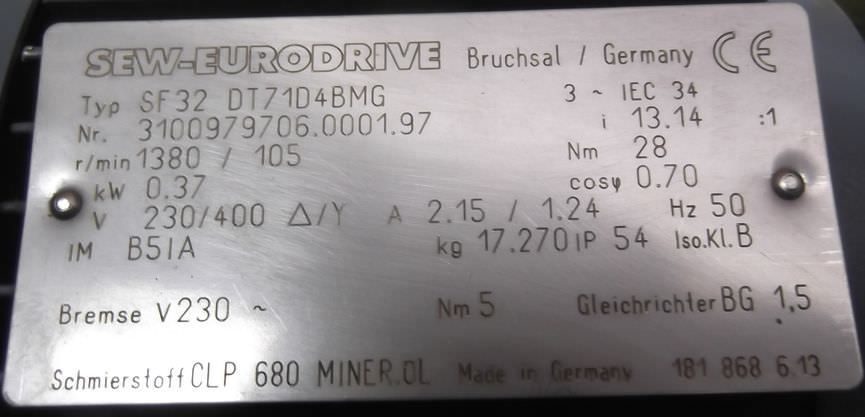 SEW-EURODRIVE Bruchsal / Germany CE
Typ SF32 DT71D4BMG 3 ~ IEC 34
Nr. 3100979706.0001.97 i 13.14 :1
r/min 1380 / 105 Nm 28
kW 0.37 cosφ 0.70
V 230/400 Δ/Y A 2.15 / 1.24 Hz 50
IM B5IA kg 17.270 IP 54 Iso.Kl. B
Bremse V 230 ~ Nm 5 Gleichrichter BG 1,5
Schmierstoff CLP 680 MINER.OL Made in Germany 181 868 6.13